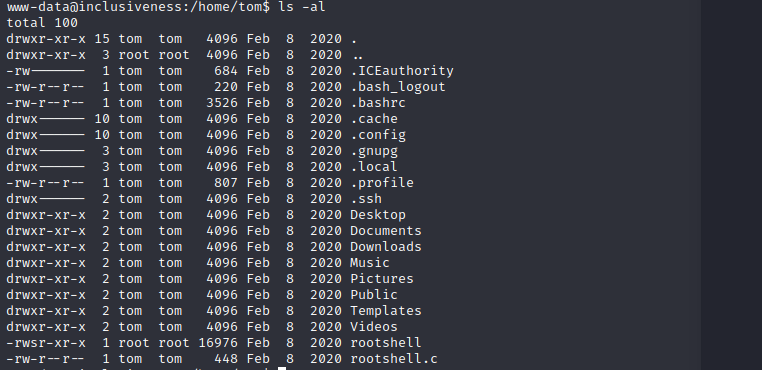 www-data@inclusiveness:/home/tom$ ls -al
total 100
drwxr-xr-x 15 tom  tom   4096 Feb  8  2020 .
drwxr-xr-x  3 root root  4096 Feb  8  2020 ..
-rw-------  1 tom  tom    684 Feb  8  2020 .ICEauthority
-rw-r--r--  1 tom  tom    220 Feb  8  2020 .bash_logout
-rw-r--r--  1 tom  tom   3526 Feb  8  2020 .bashrc
drwx------ 10 tom  tom   4096 Feb  8  2020 .cache
drwx------ 10 tom  tom   4096 Feb  8  2020 .config
drwx------  3 tom  tom   4096 Feb  8  2020 .gnupg
drwx------  3 tom  tom   4096 Feb  8  2020 .local
-rw-r--r--  1 tom  tom    807 Feb  8  2020 .profile
drwx------  2 tom  tom   4096 Feb  8  2020 .ssh
drwxr-xr-x  2 tom  tom   4096 Feb  8  2020 Desktop
drwxr-xr-x  2 tom  tom   4096 Feb  8  2020 Documents
drwxr-xr-x  2 tom  tom   4096 Feb  8  2020 Downloads
drwxr-xr-x  2 tom  tom   4096 Feb  8  2020 Music
drwxr-xr-x  2 tom  tom   4096 Feb  8  2020 Pictures
drwxr-xr-x  2 tom  tom   4096 Feb  8  2020 Public
drwxr-xr-x  2 tom  tom   4096 Feb  8  2020 Templates
drwxr-xr-x  2 tom  tom   4096 Feb  8  2020 Videos
-rwsr-xr-x  1 root root 16976 Feb  8  2020 rootshell
-rw-r--r--  1 tom  tom    448 Feb  8  2020 rootshell.c